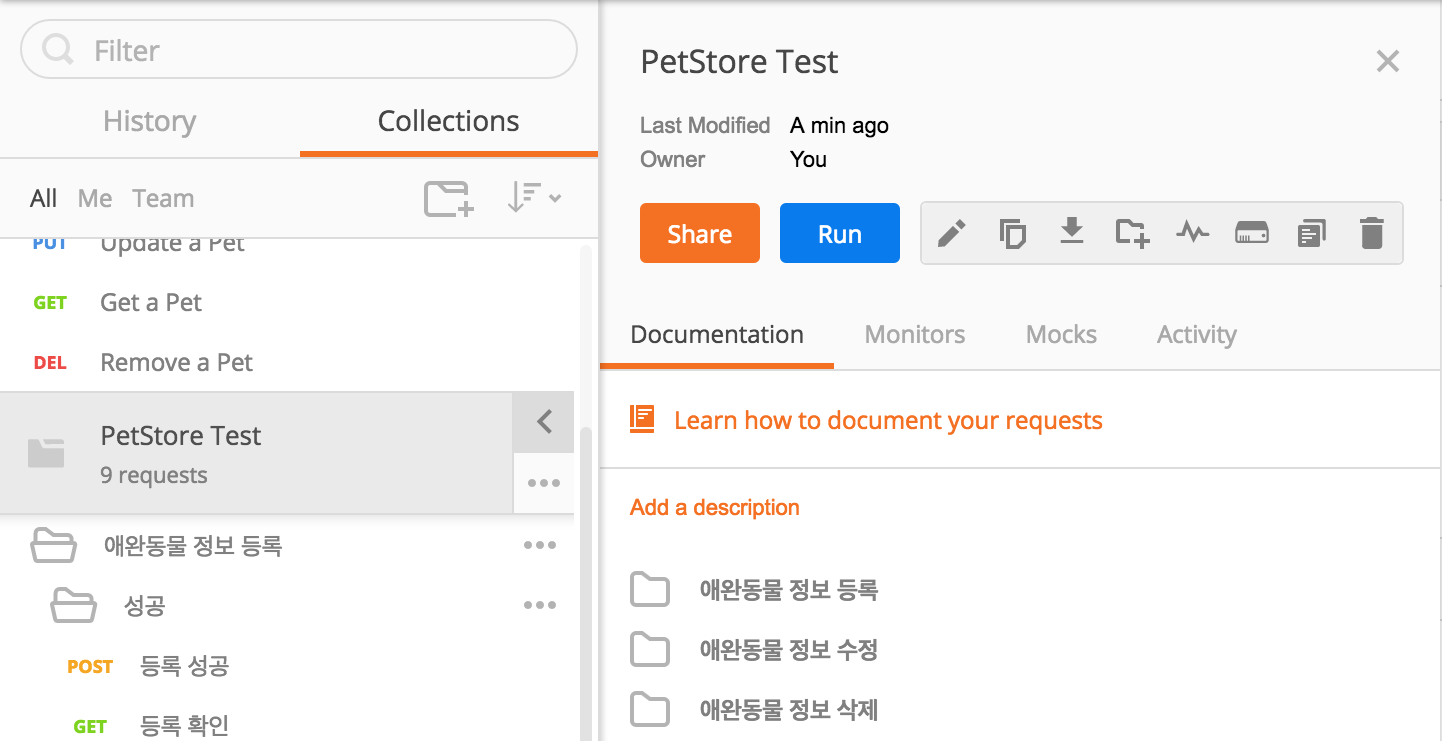 Filter
History
Collections
All Me Team
PUT Update a Pet
GET Get a Pet
DEL Remove a Pet
PetStore Test
9 requests
애완동물 정보 등록
성공
POST 등록 성공
GET 등록 확인
PetStore Test
Last Modified A min ago
Owner You
Share
Run
Documentation Monitors Mocks Activity
Learn how to document your requests
Add a description
애완동물 정보 등록
애완동물 정보 수정
애완동물 정보 삭제